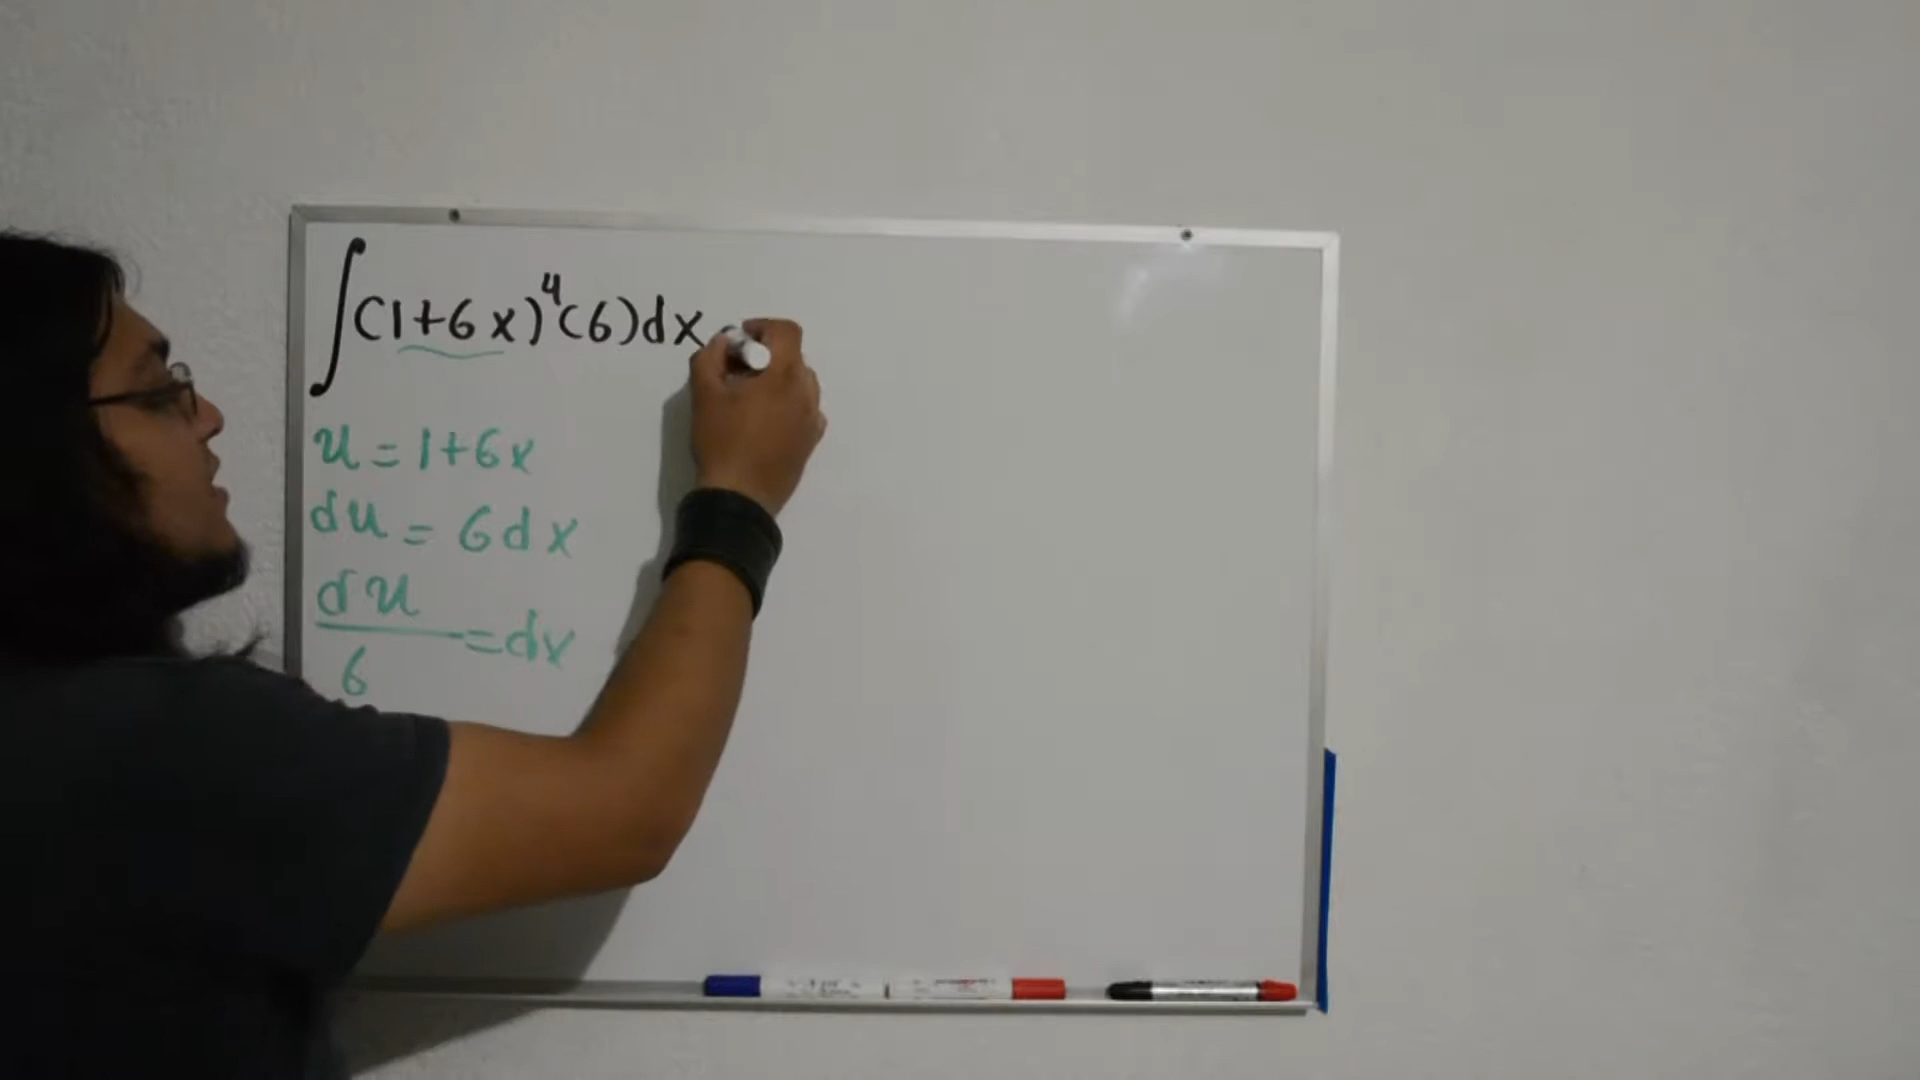 ∫(1+6x)⁴(6)dx
u = 1+6x
du = 6dx
du/6 = dx